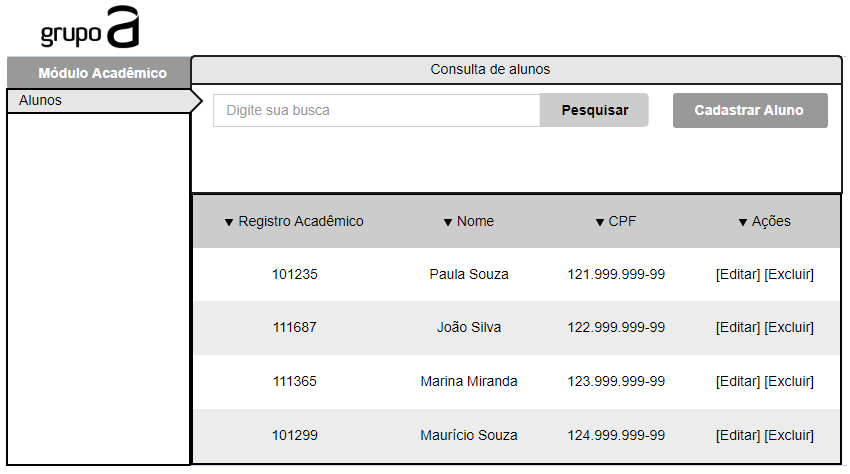 grupo a
Módulo Acadêmico
Alunos
Consulta de alunos
Digite sua busca Pesquisar Cadastrar Aluno
▼ Registro Acadêmico ▼ Nome ▼ CPF ▼ Ações
101235 Paula Souza 121.999.999-99 [Editar] [Excluir]
111687 João Silva 122.999.999-99 [Editar] [Excluir]
111365 Marina Miranda 123.999.999-99 [Editar] [Excluir]
101299 Maurício Souza 124.999.999-99 [Editar] [Excluir]